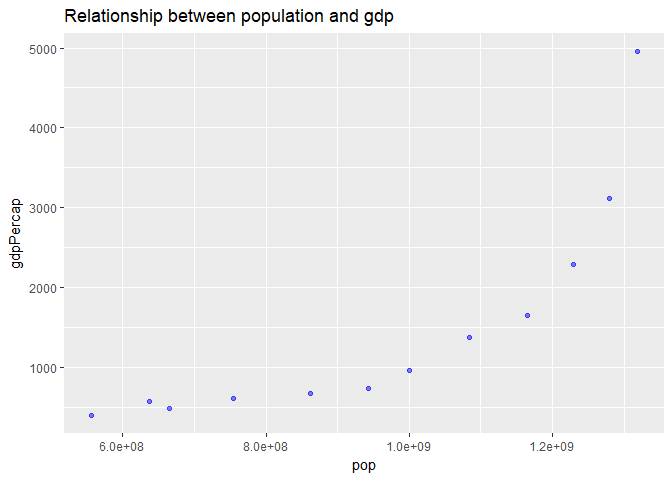 Relationship between population and gdp
5000
4000
3000
2000
1000
gdpPercap
6.0e+08 8.0e+08 1.0e+09 1.2e+09
pop